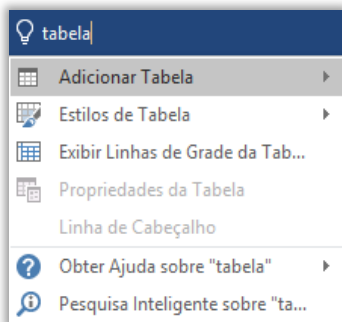 tabela
Adicionar Tabela
Estilos de Tabela
Exibir Linhas de Grade da Tab...
Propriedades da Tabela
Linha de Cabeçalho
Obter Ajuda sobre "tabela"
Pesquisa Inteligente sobre "ta...